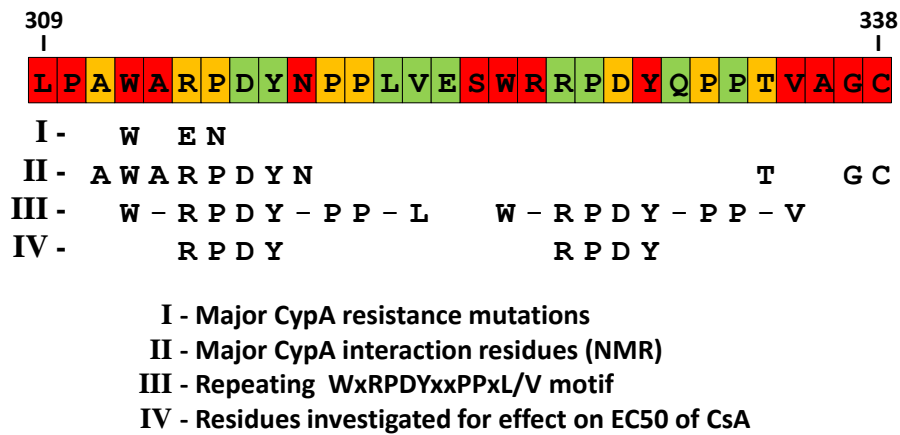 309 338
L P A W A R P D Y N P P L V E S W R R P D Y Q P P T V A G C
I - W E N
II - A W A R P D Y N T G C
III - W – R P D Y – P P – L W – R P D Y – P P – V
IV - R P D Y R P D Y
I - Major CypA resistance mutations
II - Major CypA interaction residues (NMR)
III - Repeating WxRPDYxxPPxL/V motif
IV - Residues investigated for effect on EC50 of CsA